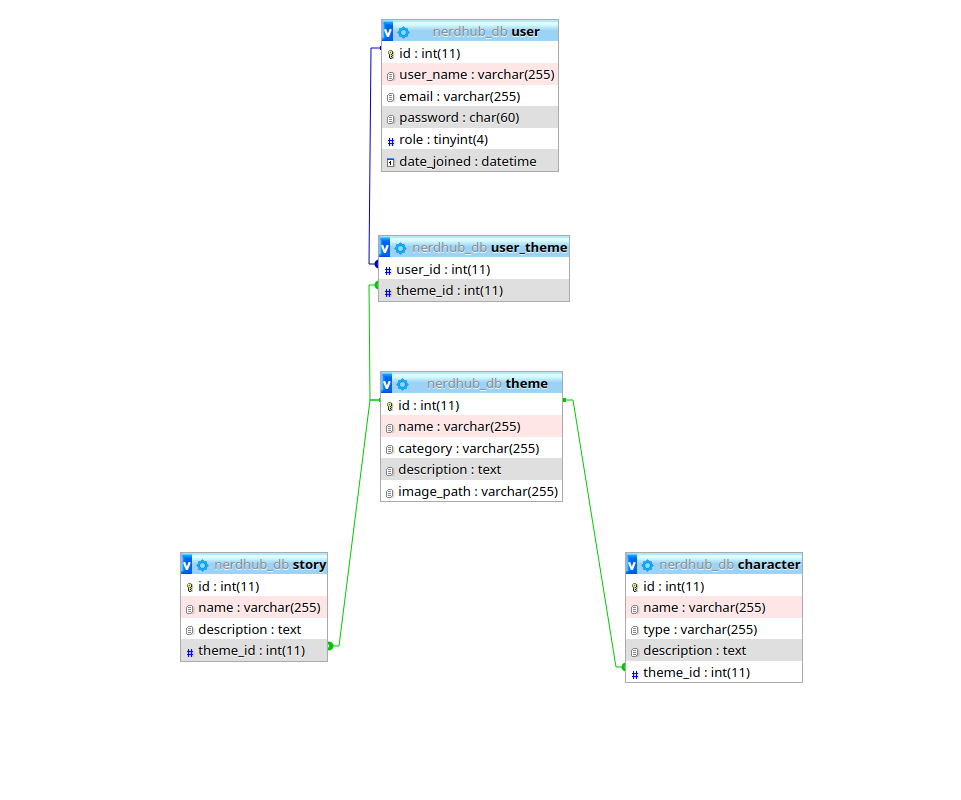 v nerdhub_db user
id : int(11)
user_name : varchar(255)
email : varchar(255)
password : char(60)
# role : tinyint(4)
date_joined : datetime
v nerdhub_db user_theme
# user_id : int(11)
# theme_id : int(11)
v nerdhub_db theme
id : int(11)
name : varchar(255)
category : varchar(255)
description : text
image_path : varchar(255)
v nerdhub_db story
id : int(11)
name : varchar(255)
description : text
# theme_id : int(11)
v nerdhub_db character
id : int(11)
name : varchar(255)
type : varchar(255)
description : text
# theme_id : int(11)